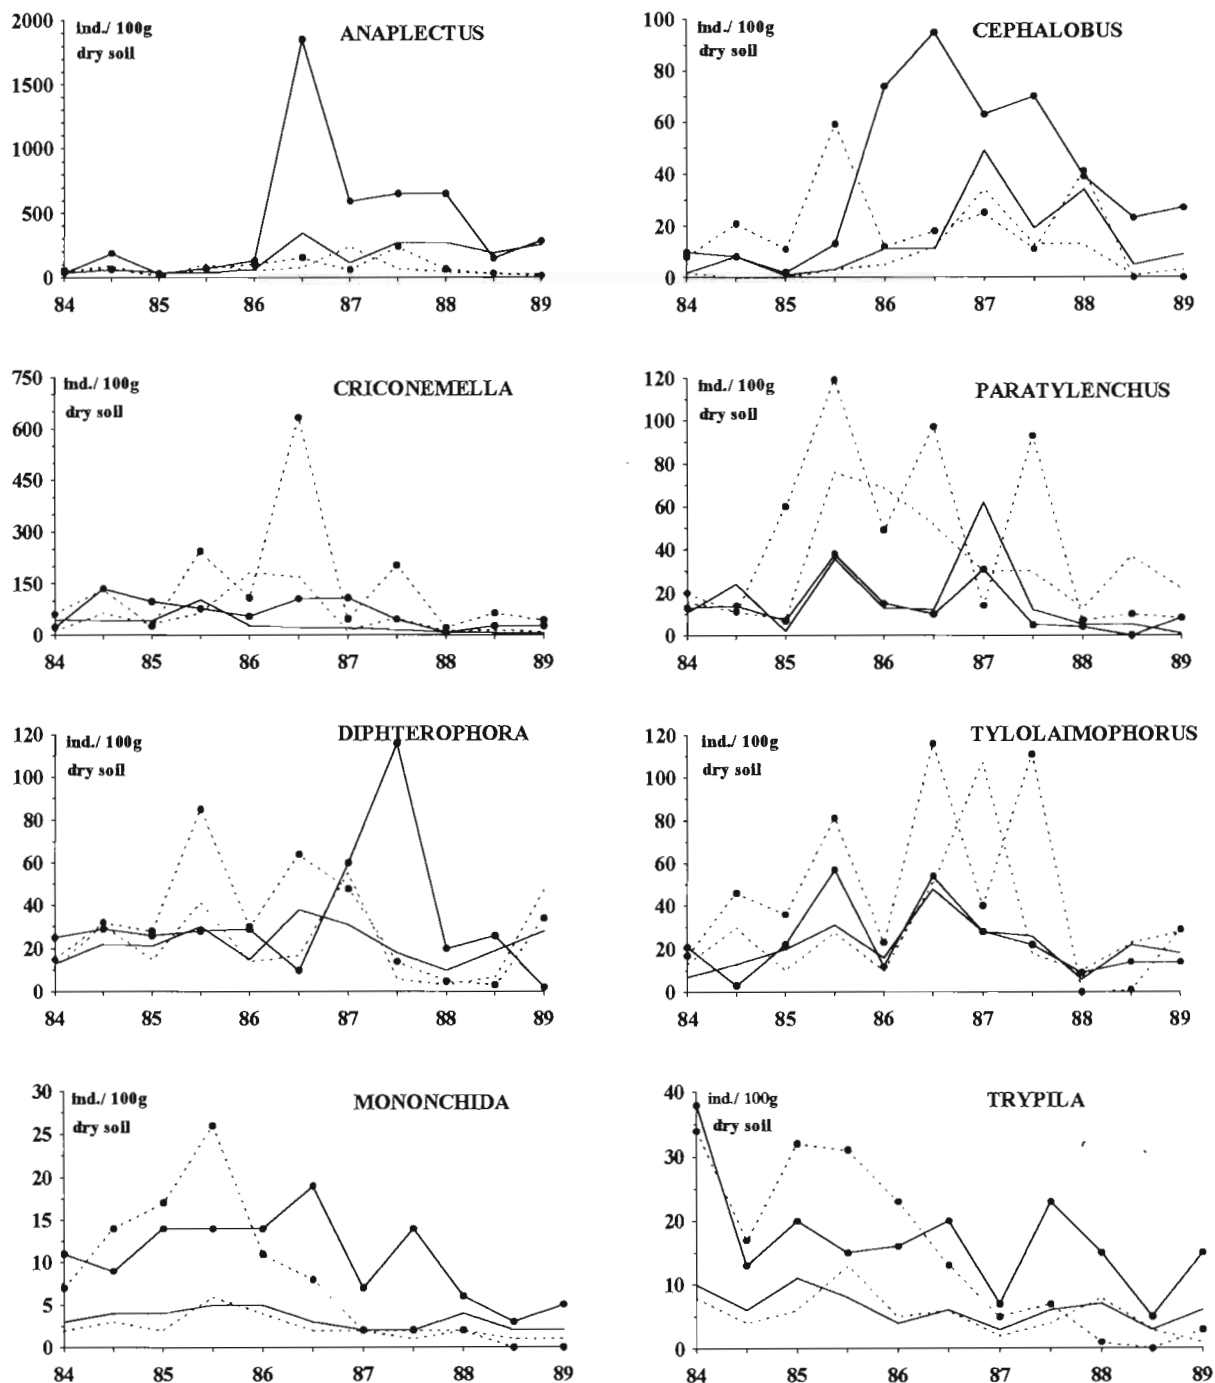 ANAPLECTUS
ind./ 100g
dry soil
2000
1500
1000
500
0
84 85 86 87 88 89
CEPHALOBUS
ind./ 100g
dry soil
100
80
60
40
20
0
84 85 86 87 88 89
CRICONEMELLA
ind./ 100g
dry soil
750
600
450
300
150
0
84 85 86 87 88 89
PARATYLENCHUS
ind./ 100g
dry soil
120
100
80
60
40
20
0
84 85 86 87 88 89
DIPHTEROPHORA
ind./ 100g
dry soil
120
100
80
60
40
20
0
84 85 86 87 88 89
TYLOLAIMOPHORUS
ind./ 100g
dry soil
120
100
80
60
40
20
0
84 85 86 87 88 89
MONONCHIDA
ind./ 100g
dry soil
30
25
20
15
10
5
0
84 85 86 87 88 89
TRYPILA
ind./ 100g
dry soil
40
30
20
10
0
84 85 86 87 88 89